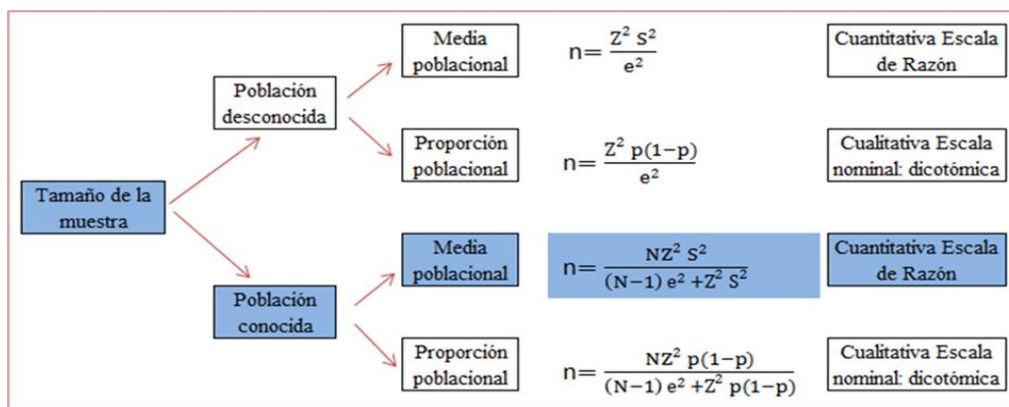 Tamaño de la
muestra
Población
desconocida
Población
conocida
Media
poblacional
n= Z² S² / e²
Cuantitativa Escala
de Razón
Proporción
poblacional
n= Z² p(1−p) / e²
Cualitativa Escala
nominal: dicotómica
Media
poblacional
n= NZ² S² / (N−1) e² +Z² S²
Cuantitativa Escala
de Razón
Proporción
poblacional
n= NZ² p(1−p) / (N−1) e² +Z² p(1−p)
Cualitativa Escala
nominal: dicotómica